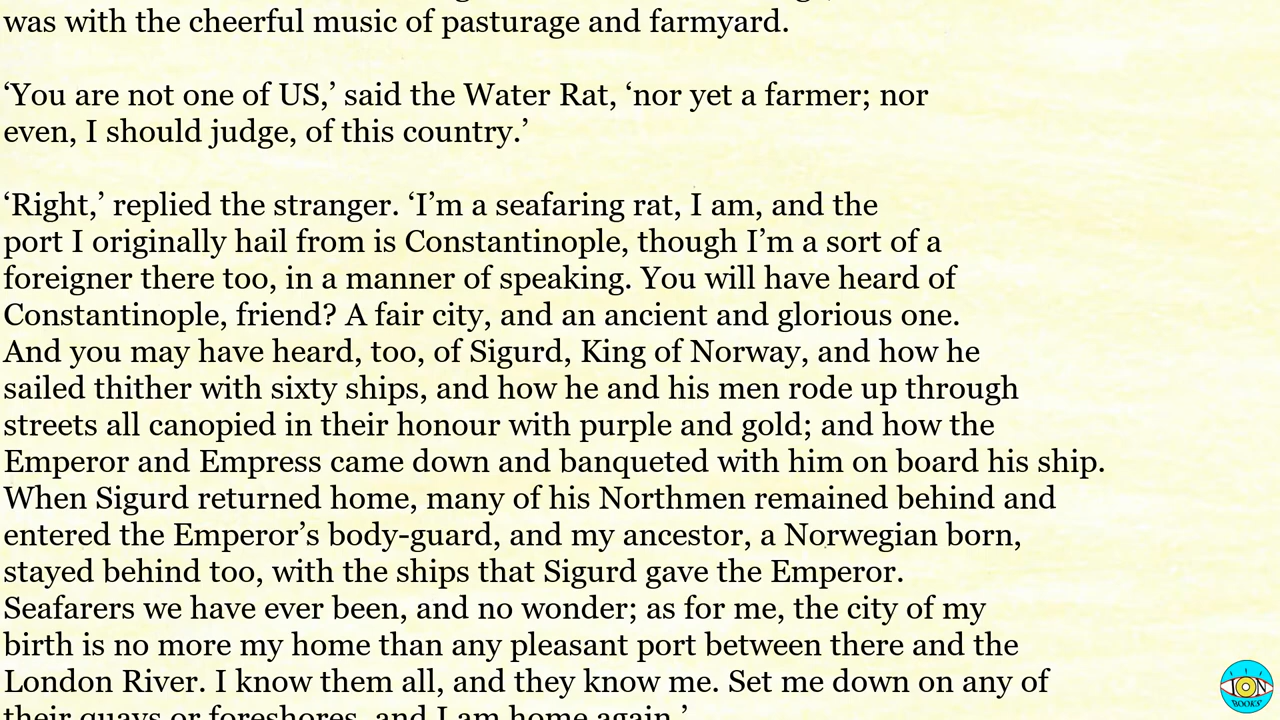 was with the cheerful music of pasturage and farmyard.
‘You are not one of US,’ said the Water Rat, ‘nor yet a farmer; nor
even, I should judge, of this country.’
‘Right,’ replied the stranger. ‘I’m a seafaring rat, I am, and the
port I originally hail from is Constantinople, though I’m a sort of a
foreigner there too, in a manner of speaking. You will have heard of
Constantinople, friend? A fair city, and an ancient and glorious one.
And you may have heard, too, of Sigurd, King of Norway, and how he
sailed thither with sixty ships, and how he and his men rode up through
streets all canopied in their honour with purple and gold; and how the
Emperor and Empress came down and banqueted with him on board his ship.
When Sigurd returned home, many of his Northmen remained behind and
entered the Emperor’s body-guard, and my ancestor, a Norwegian born,
stayed behind too, with the ships that Sigurd gave the Emperor.
Seafarers we have ever been, and no wonder; as for me, the city of my
birth is no more my home than any pleasant port between there and the
London River. I know them all, and they know me. Set me down on any of
their quays or foreshores, and I am home again.’
ION
BOOKS